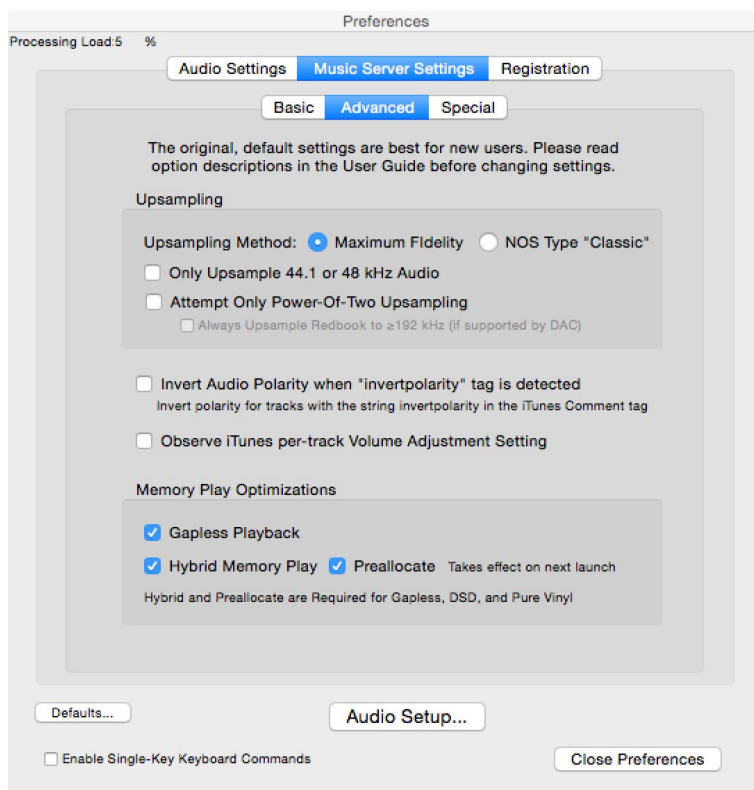 Preferences
Processing Load:5 %
Audio Settings Music Server Settings Registration
Basic Advanced Special
The original, default settings are best for new users. Please read
option descriptions in the User Guide before changing settings.
Upsampling
Upsampling Method: Maximum FIdelity NOS Type "Classic"
Only Upsample 44.1 or 48 kHz Audio
Attempt Only Power-Of-Two Upsampling
Always Upsample Redbook to ≥192 kHz (if supported by DAC)
Invert Audio Polarity when "invertpolarity" tag is detected
Invert polarity for tracks with the string invertpolarity in the iTunes Comment tag
Observe iTunes per-track Volume Adjustment Setting
Memory Play Optimizations
Gapless Playback
Hybrid Memory Play Preallocate Takes effect on next launch
Hybrid and Preallocate are Required for Gapless, DSD, and Pure Vinyl
Defaults... Audio Setup...
Enable Single-Key Keyboard Commands Close Preferences